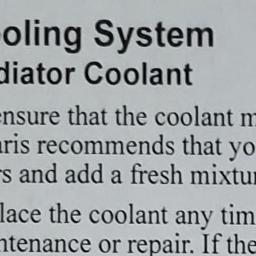 oling System
diator Coolant
ensure that the coolant m
aris recommends that yo
rs and add a fresh mixtur
lace the coolant any tim
ntenance or repair. If the